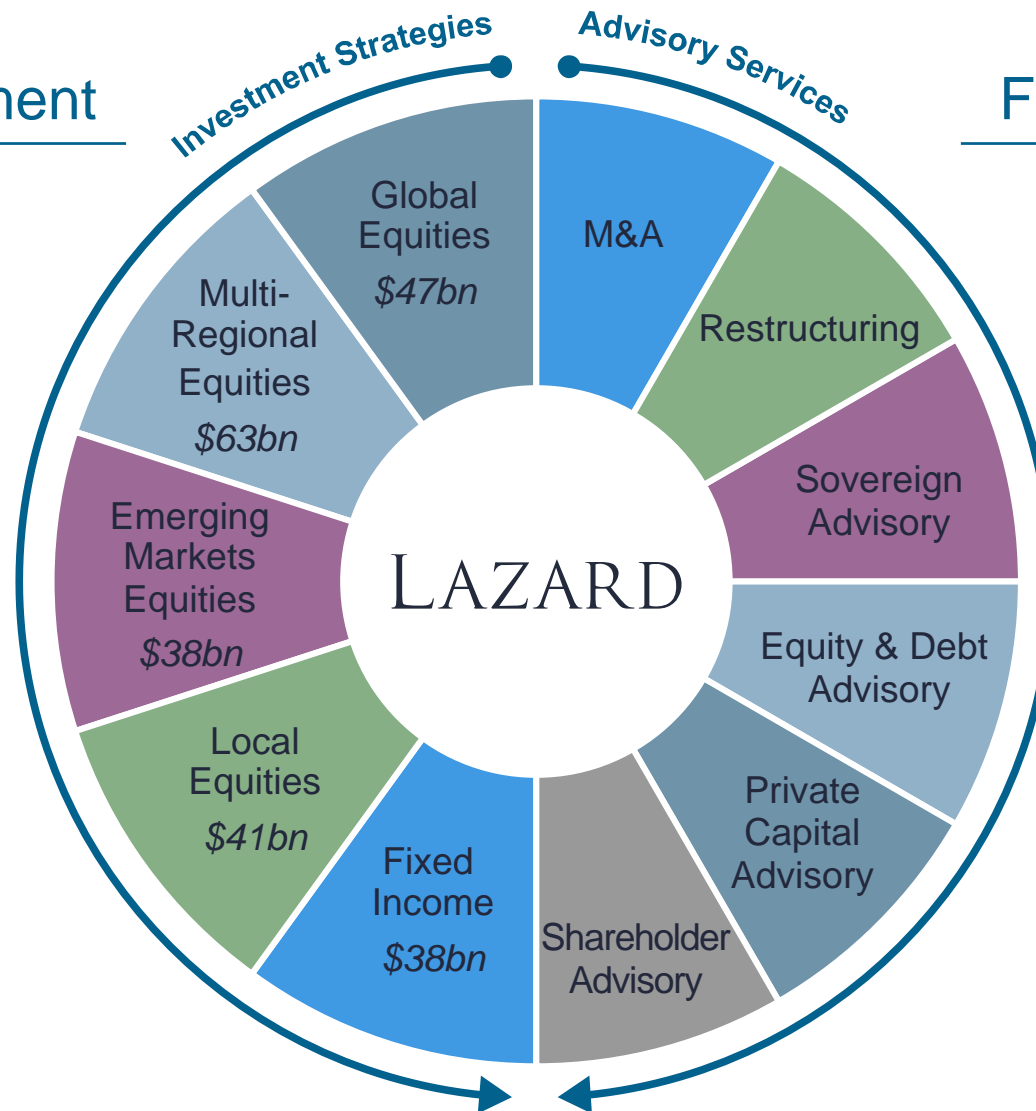 Investment Strategies
Advisory Services
Global
Equities
$47bn
Multi-
Regional
Equities
$63bn
Emerging
Markets
Equities
$38bn
Local
Equities
$41bn
Fixed
Income
$38bn
M&A
Restructuring
Sovereign
Advisory
Equity & Debt
Advisory
Private
Capital
Advisory
Shareholder
Advisory
LAZARD